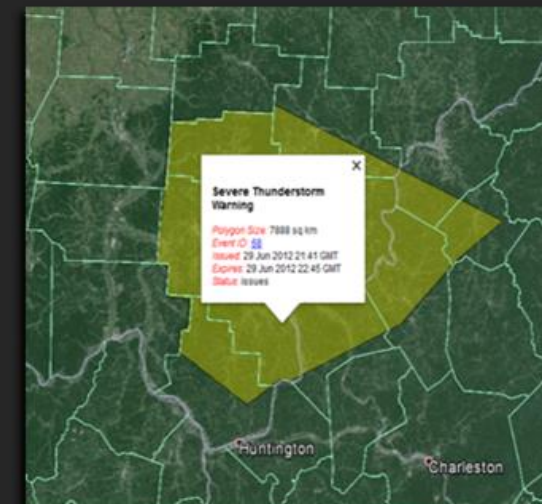 X
Severe Thunderstorm
Warning
Polygon Size: 7888 sq km
Event ID: 68
Issued: 29 Jun 2012 21:41 GMT
Expires: 29 Jun 2012 22:45 GMT
Status: Issues
Huntington
Charleston